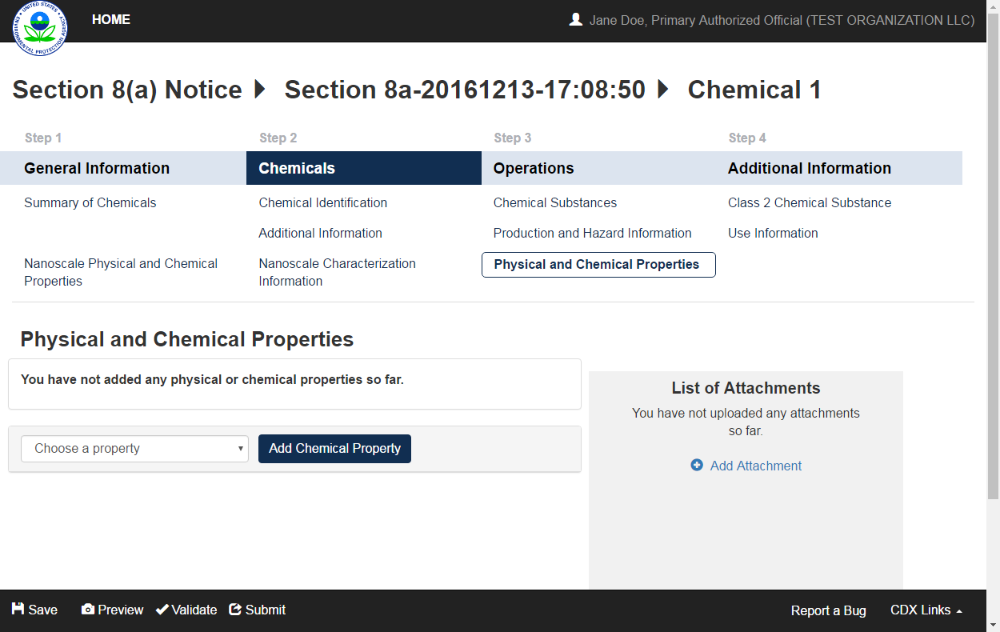 UNITED STATES
ENVIRONMENTAL PROTECTION AGENCY
HOME
Jane Doe, Primary Authorized Official (TEST ORGANIZATION LLC)
Section 8(a) Notice
Section 8a-20161213-17:08:50
Chemical 1
Step 1
Step 2
Step 3
Step 4
General Information
Chemicals
Operations
Additional Information
Summary of Chemicals
Chemical Identification
Chemical Substances
Class 2 Chemical Substance
Additional Information
Production and Hazard Information
Use Information
Nanoscale Physical and Chemical
Properties
Nanoscale Characterization
Information
Physical and Chemical Properties
Physical and Chemical Properties
You have not added any physical or chemical properties so far.
Choose a property
Add Chemical Property
List of Attachments
You have not uploaded any attachments
so far.
Add Attachment
Save
Preview
Validate
Submit
Report a Bug
CDX Links